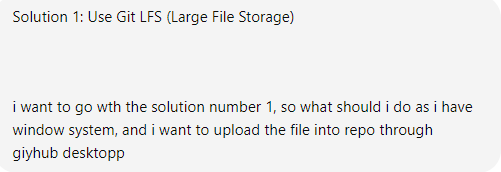 Solution 1: Use Git LFS (Large File Storage)
i want to go wth the solution number 1, so what should i do as i have
window system, and i want to upload the file into repo through
giyhub desktopp